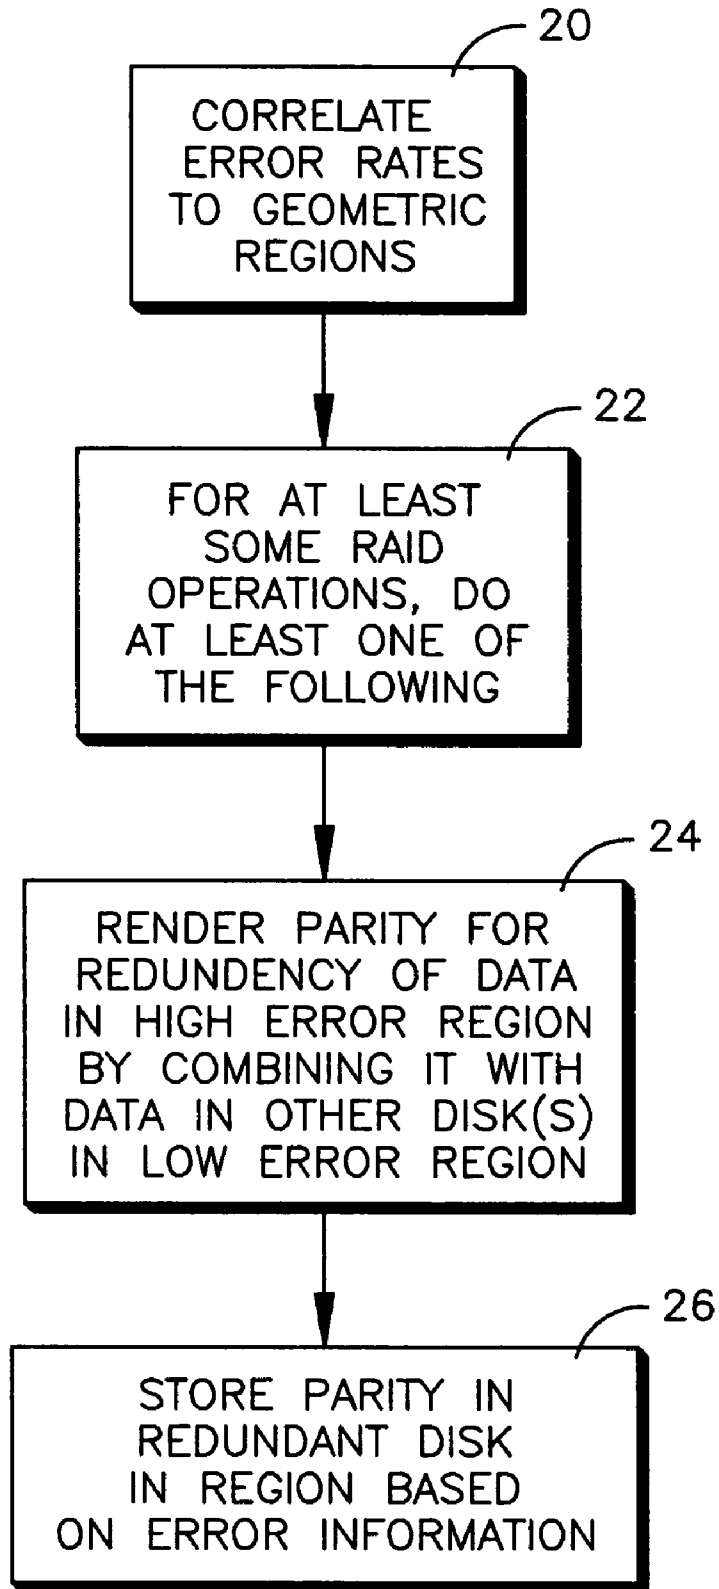 20
CORRELATE
ERROR RATES
TO GEOMETRIC
REGIONS
22
FOR AT LEAST
SOME RAID
OPERATIONS, DO
AT LEAST ONE OF
THE FOLLOWING
24
RENDER PARITY FOR
REDUNDENCY OF DATA
IN HIGH ERROR REGION
BY COMBINING IT WITH
DATA IN OTHER DISK(S)
IN LOW ERROR REGION
26
STORE PARITY IN
REDUNDANT DISK
IN REGION BASED
ON ERROR INFORMATION